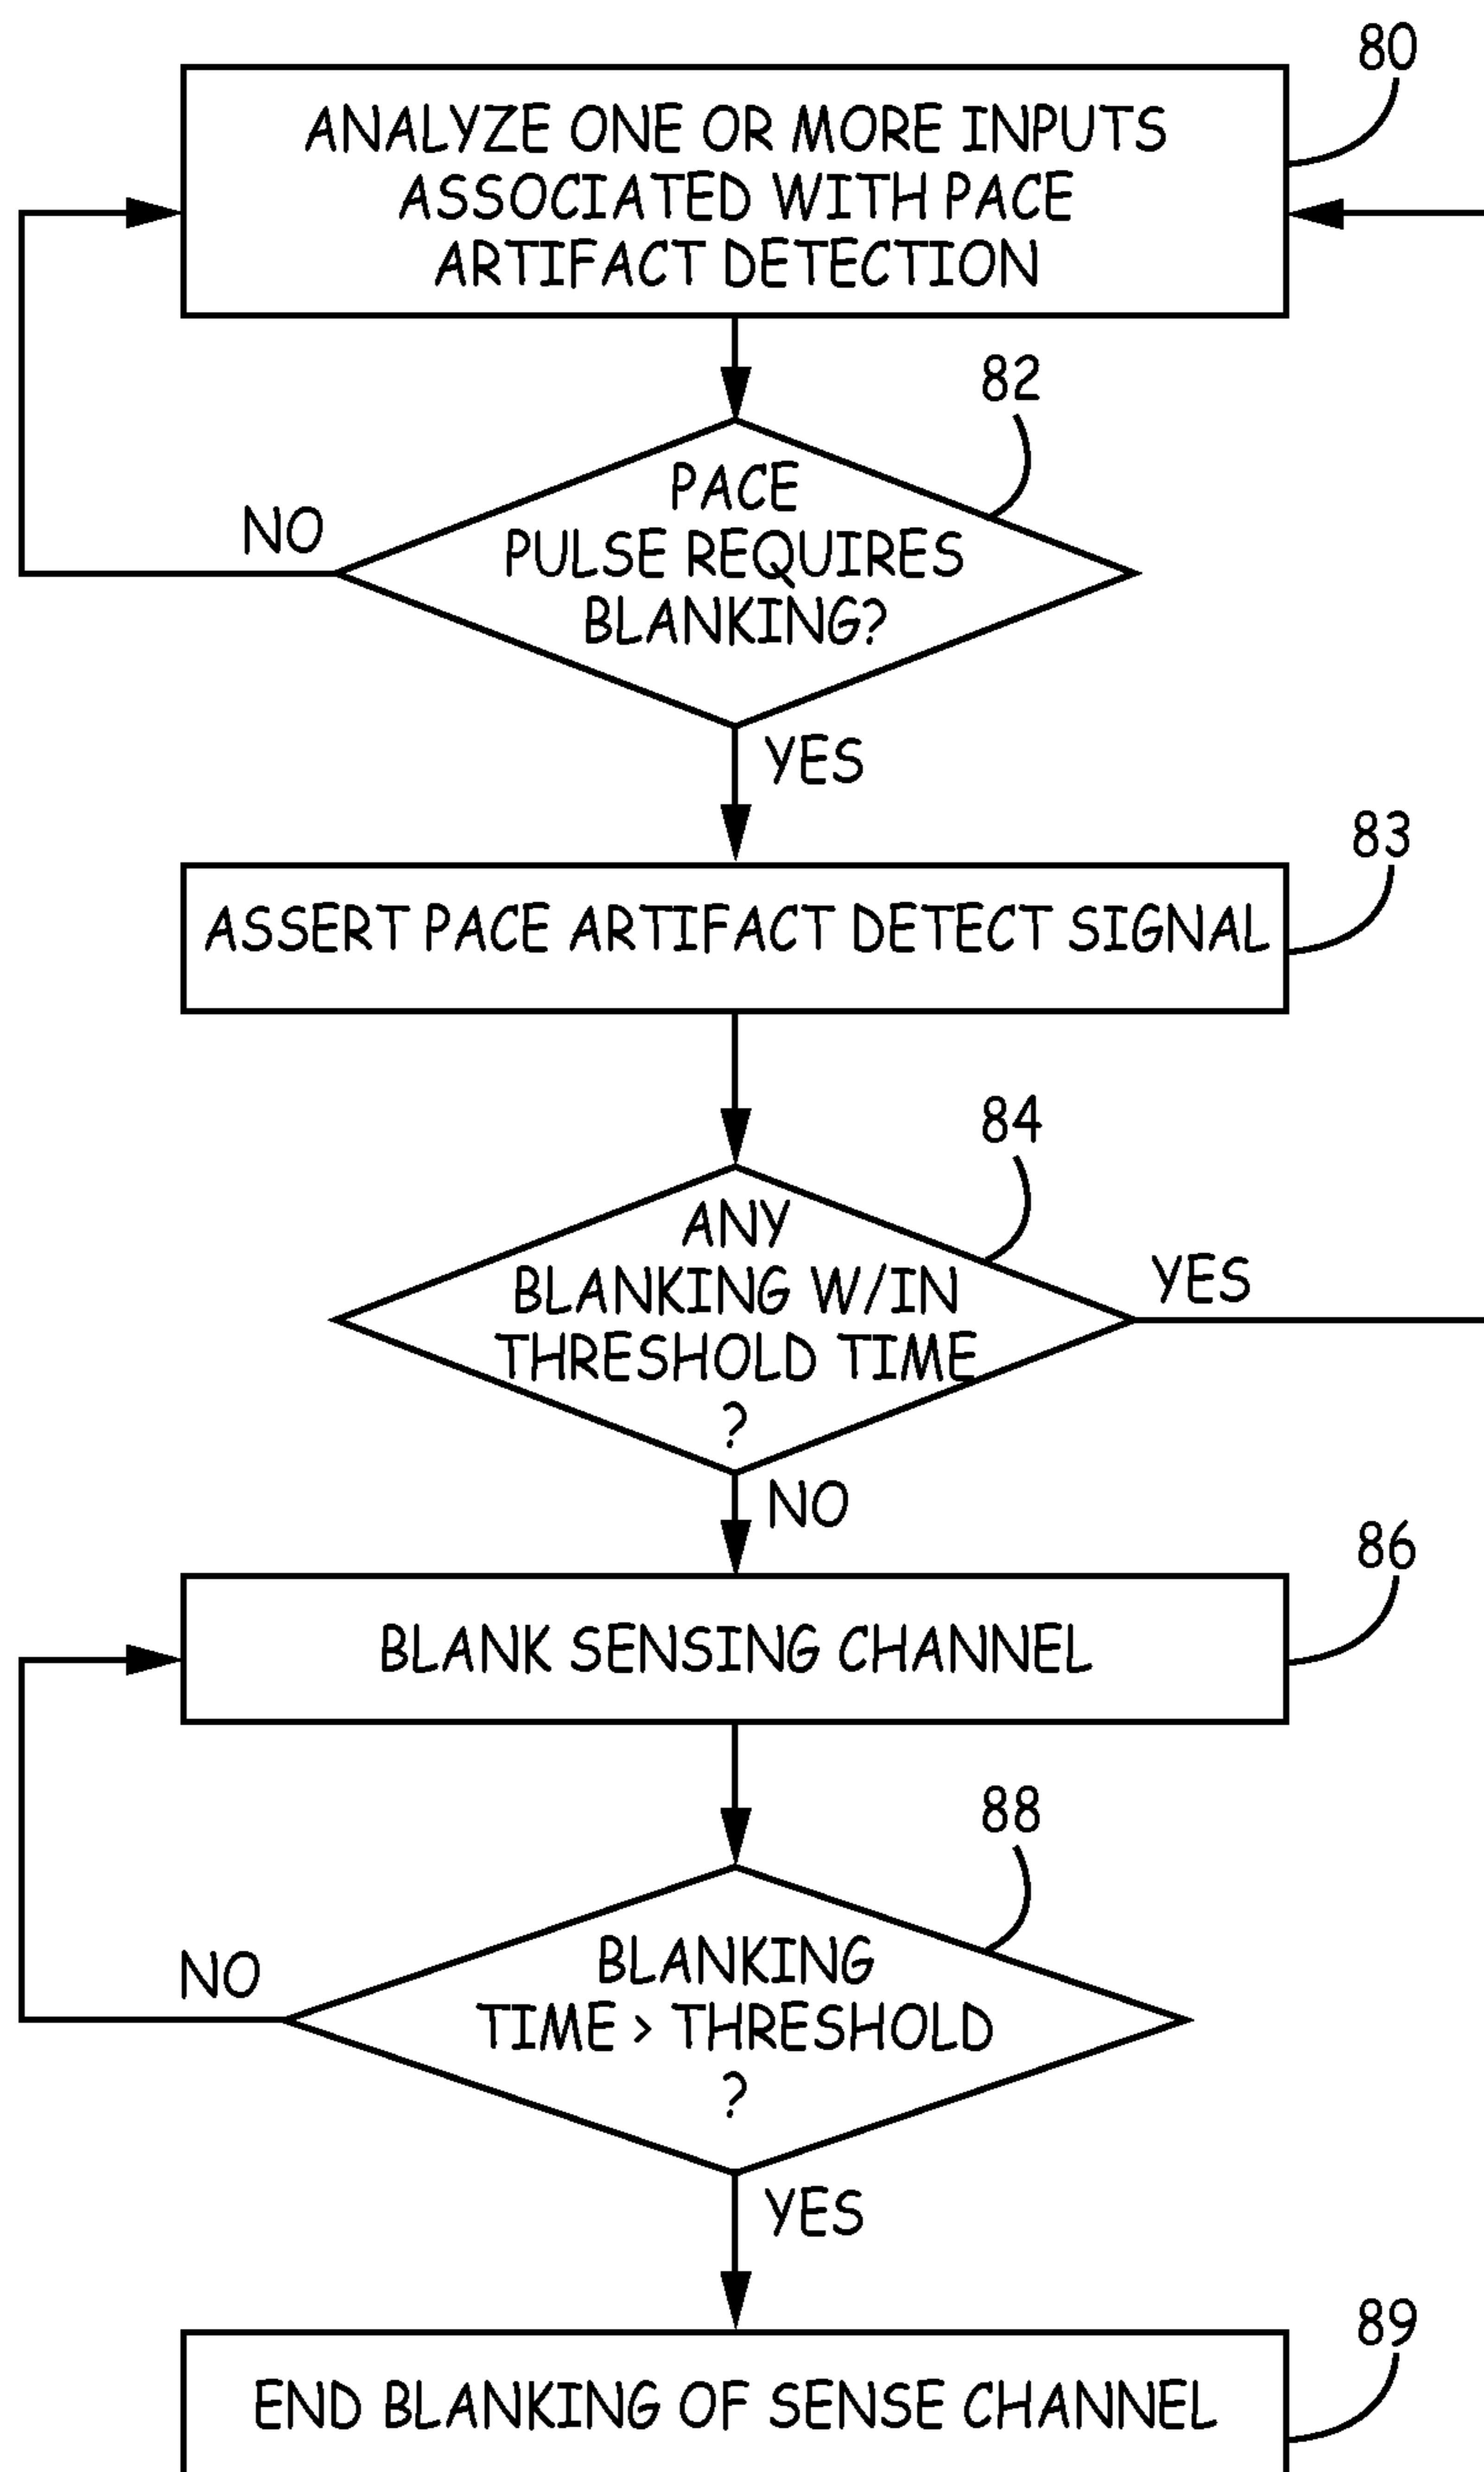 80
ANALYZE ONE OR MORE INPUTS
ASSOCIATED WITH PACE
ARTIFACT DETECTION
82
PACE
PULSE REQUIRES
BLANKING?
NO
YES
83
ASSERT PACE ARTIFACT DETECT SIGNAL
84
ANY
BLANKING W/IN
THRESHOLD TIME
?
YES
NO
86
BLANK SENSING CHANNEL
88
BLANKING
TIME > THRESHOLD
?
NO
YES
89
END BLANKING OF SENSE CHANNEL